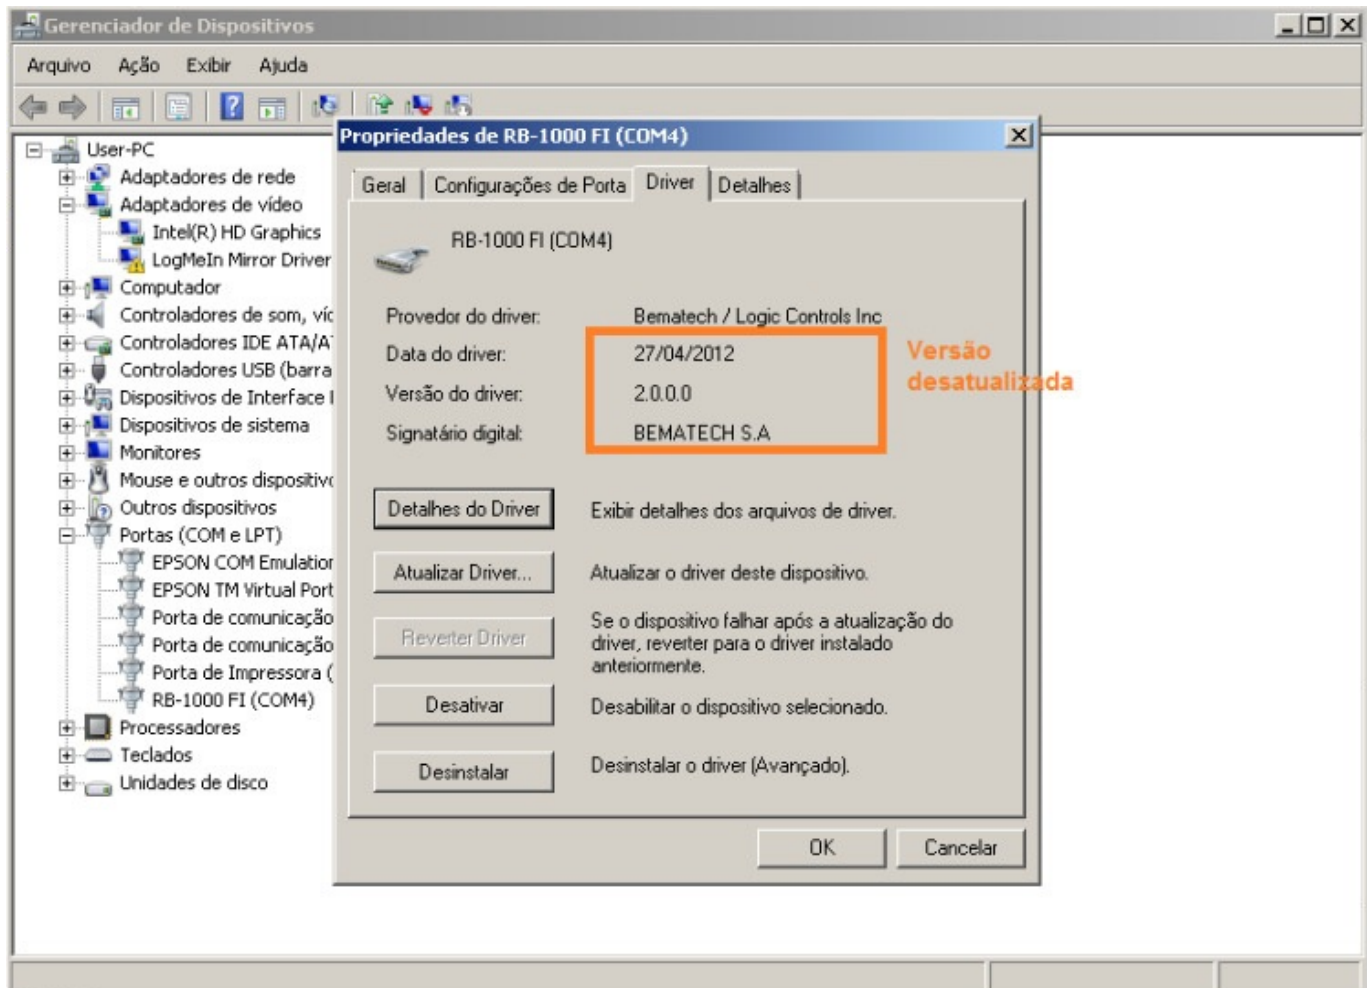 Gerenciador de Dispositivos
Arquivo Ação Exibir Ajuda
User-PC
Adaptadores de rede
Adaptadores de vídeo
Intel(R) HD Graphics
LogMeIn Mirror Driver
Computador
Controladores de som, víc
Controladores IDE ATA/A
Controladores USB (barra
Dispositivos de Interface
Dispositivos de sistema
Monitores
Mouse e outros dispositivo
Outros dispositivos
Portas (COM e LPT)
EPSON COM Emulation
EPSON TM Virtual Port
Porta de comunicação
Porta de comunicação
Porta de Impressora (
RB-1000 FI (COM4)
Processadores
Teclados
Unidades de disco
Propriedades de RB-1000 FI (COM4)
Geral Configurações de Porta Driver Detalhes
RB-1000 FI (COM4)
Provedor do driver: Bematech / Logic Controls Inc
Data do driver: 27/04/2012
Versão do driver: 2.0.0.0
Signatário digital: BEMATECH S.A
Versão
desatualizada
Detalhes do Driver Exibir detalhes dos arquivos de driver.
Atualizar Driver... Atualizar o driver deste dispositivo.
Reverter Driver Se o dispositivo falhar após a atualização do
driver, reverter para o driver instalado
anteriormente.
Desativar Desabilitar o dispositivo selecionado.
Desinstalar Desinstalar o driver (Avançado).
OK Cancelar